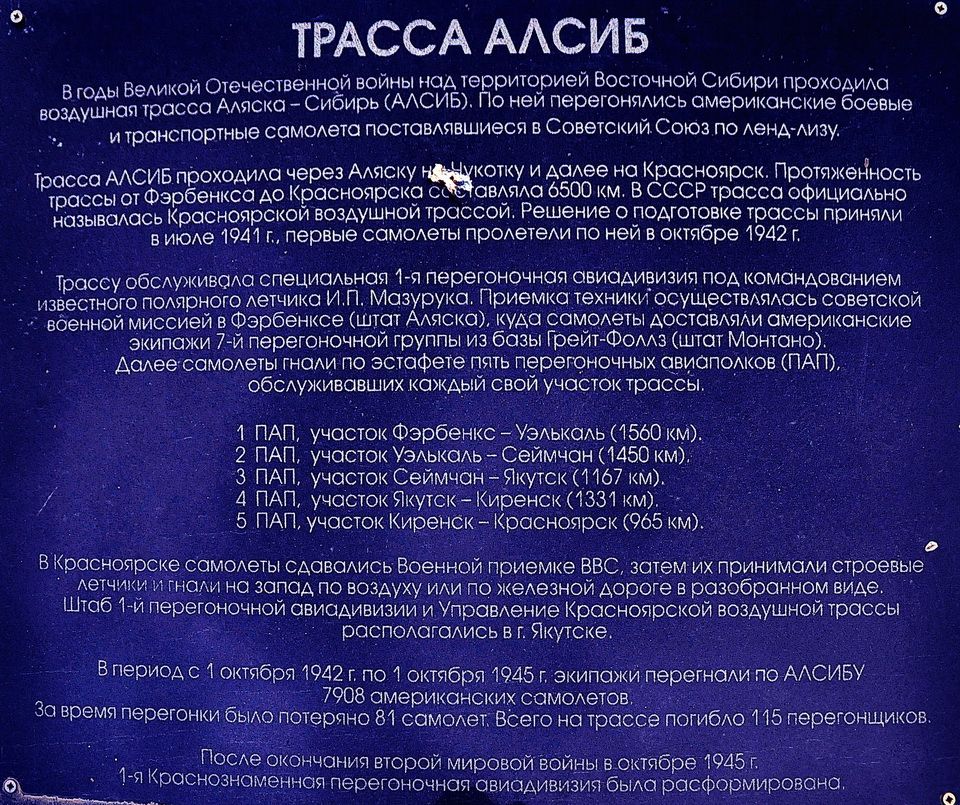 ТРАССА АЛСИБ
В годы Великой Отечественной войны над территорией Восточной Сибири проходила
воздушная трасса Аляска – Сибирь (АЛСИБ). По ней перегонялись американские боевые
и транспортные самолета поставлявшиеся в Советский Союз по ленд-лизу.
Трасса АЛСИБ проходила через Аляску на Чукотку и далее на Красноярск. Протяженность
трассы от Фэрбенкса до Красноярска составляла 6500 км. В СССР трасса официально
называлась Красноярской воздушной трассой. Решение о подготовке трассы приняли
в июле 1941 г., первые самолеты пролетели по ней в октябре 1942 г.
Трассу обслуживала специальная 1-я перегоночная авиадивизия под командованием
известного полярного летчика И.П. Мазурука. Приемка техники осуществлялась советской
военной миссией в Фэрбенксе (штат Аляска), куда самолеты доставляли американские
экипажи 7-й перегоночной группы из базы Грейт-Фоллз (штат Монтано).
Далее самолеты гнали по эстафете пять перегоночных авиаполков (ПАП),
обслуживавших каждый свой участок трассы.
1 ПАП, участок Фэрбенкс – Уэлькаль (1560 км).
2 ПАП, участок Уэлькаль – Сеймчан (1450 км).
3 ПАП, участок Сеймчан – Якутск (1167 км).
4 ПАП, участок Якутск – Киренск (1331 км).
5 ПАП, участок Киренск – Красноярск (965 км).
В Красноярске самолеты сдавались Военной приемке ВВС, затем их принимали строевые
летчики и гнали на запад по воздуху или по железной дороге в разобранном виде.
Штаб 1-й перегоночной авиадивизии и Управление Красноярской воздушной трассы
располагались в г. Якутске.
В период с 1 октября 1942 г. по 1 октября 1945 г. экипажи перегнали по АЛСИБУ
7908 американских самолетов.
За время перегонки было потеряно 81 самолет. Всего на трассе погибло 115 перегонщиков.
После окончания второй мировой войны в октябре 1945 г.
1-я Краснознаменная перегоночная авиадивизия была расформирована.